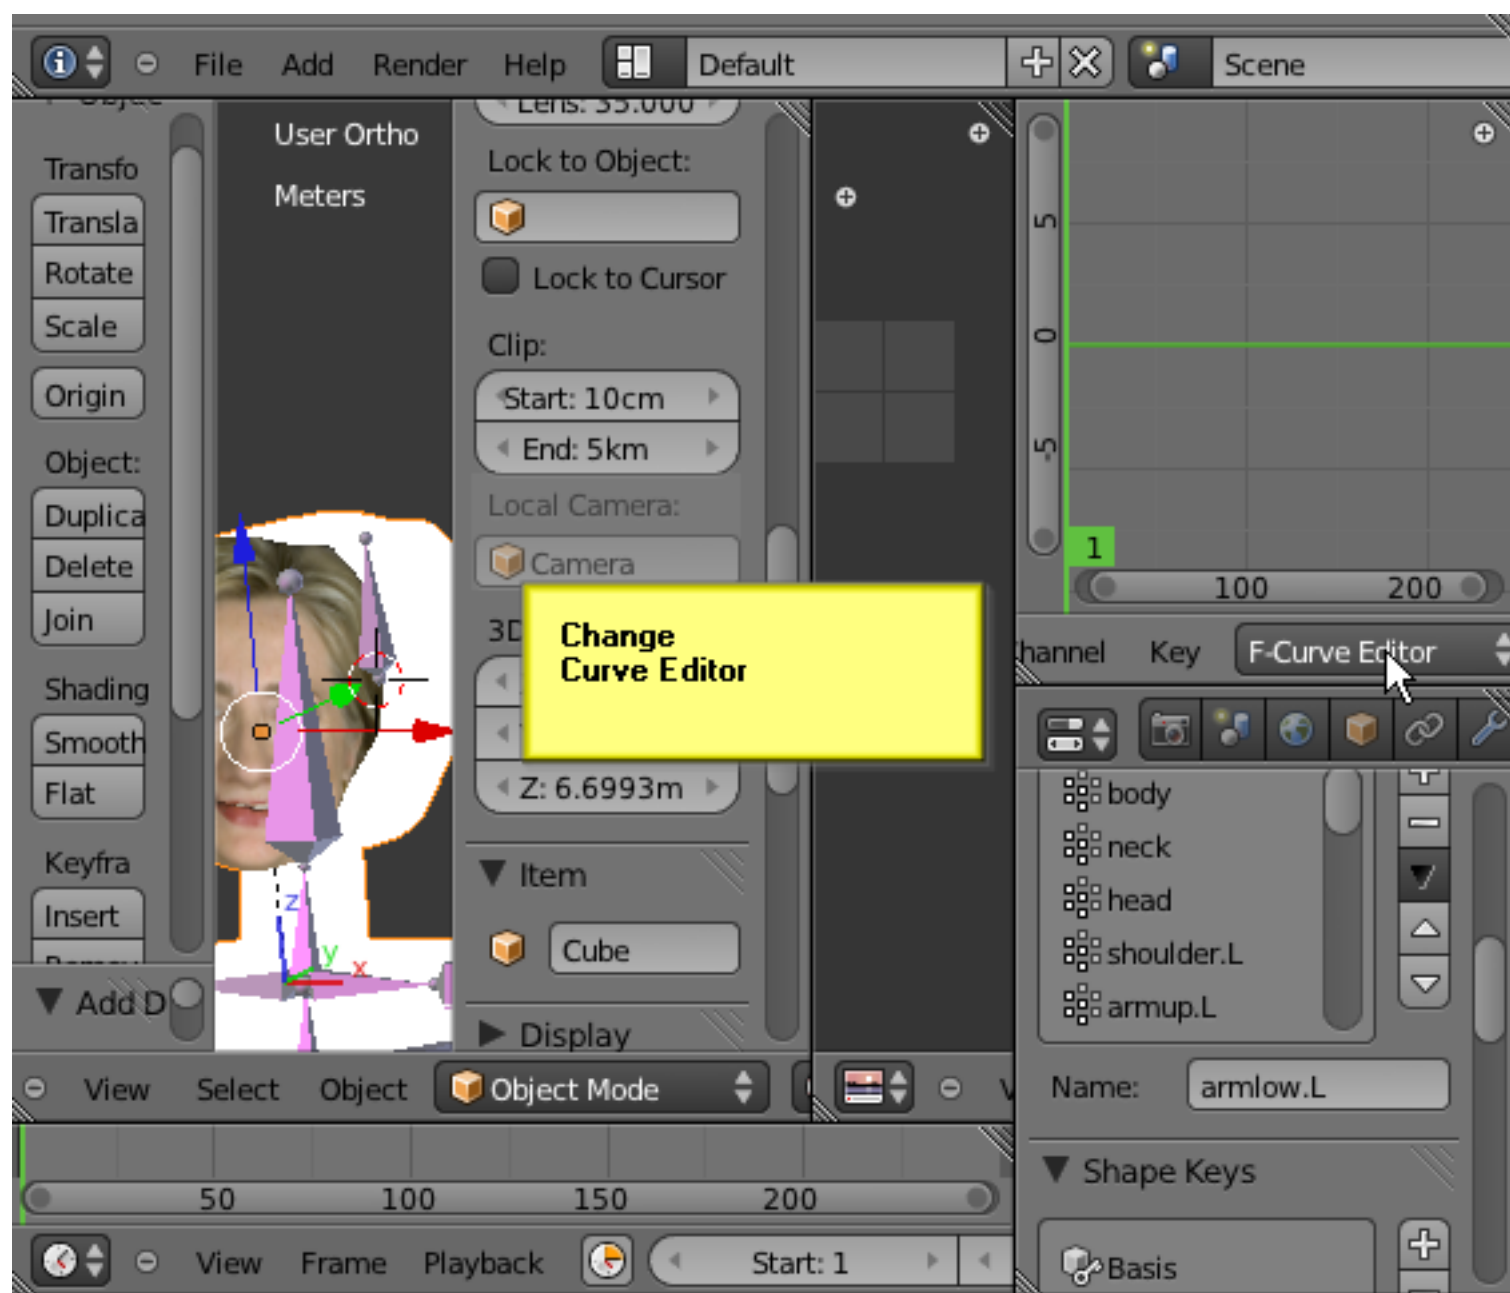 File Add Render Help Default Scene
Transfo
Transla
Rotate
Scale
Origin
Object:
Duplica
Delete
Join
Shading
Smooth
Flat
Keyfra
Insert
Add D
User Ortho
Meters
Lens: 35.000
Lock to Object:
Lock to Cursor
Clip:
Start: 10cm
End: 5km
Local Camera:
Camera
3D
Z: 6.6993m
Item
Cube
Display
Change
Curve Editor
z
y
x
5
0
-5
1
100 200
hannel Key F-Curve Editor
body
neck
head
shoulder.L
armup.L
Name: armlow.L
Shape Keys
Basis
View Select Object Object Mode
V
50 100 150 200
View Frame Playback Start: 1